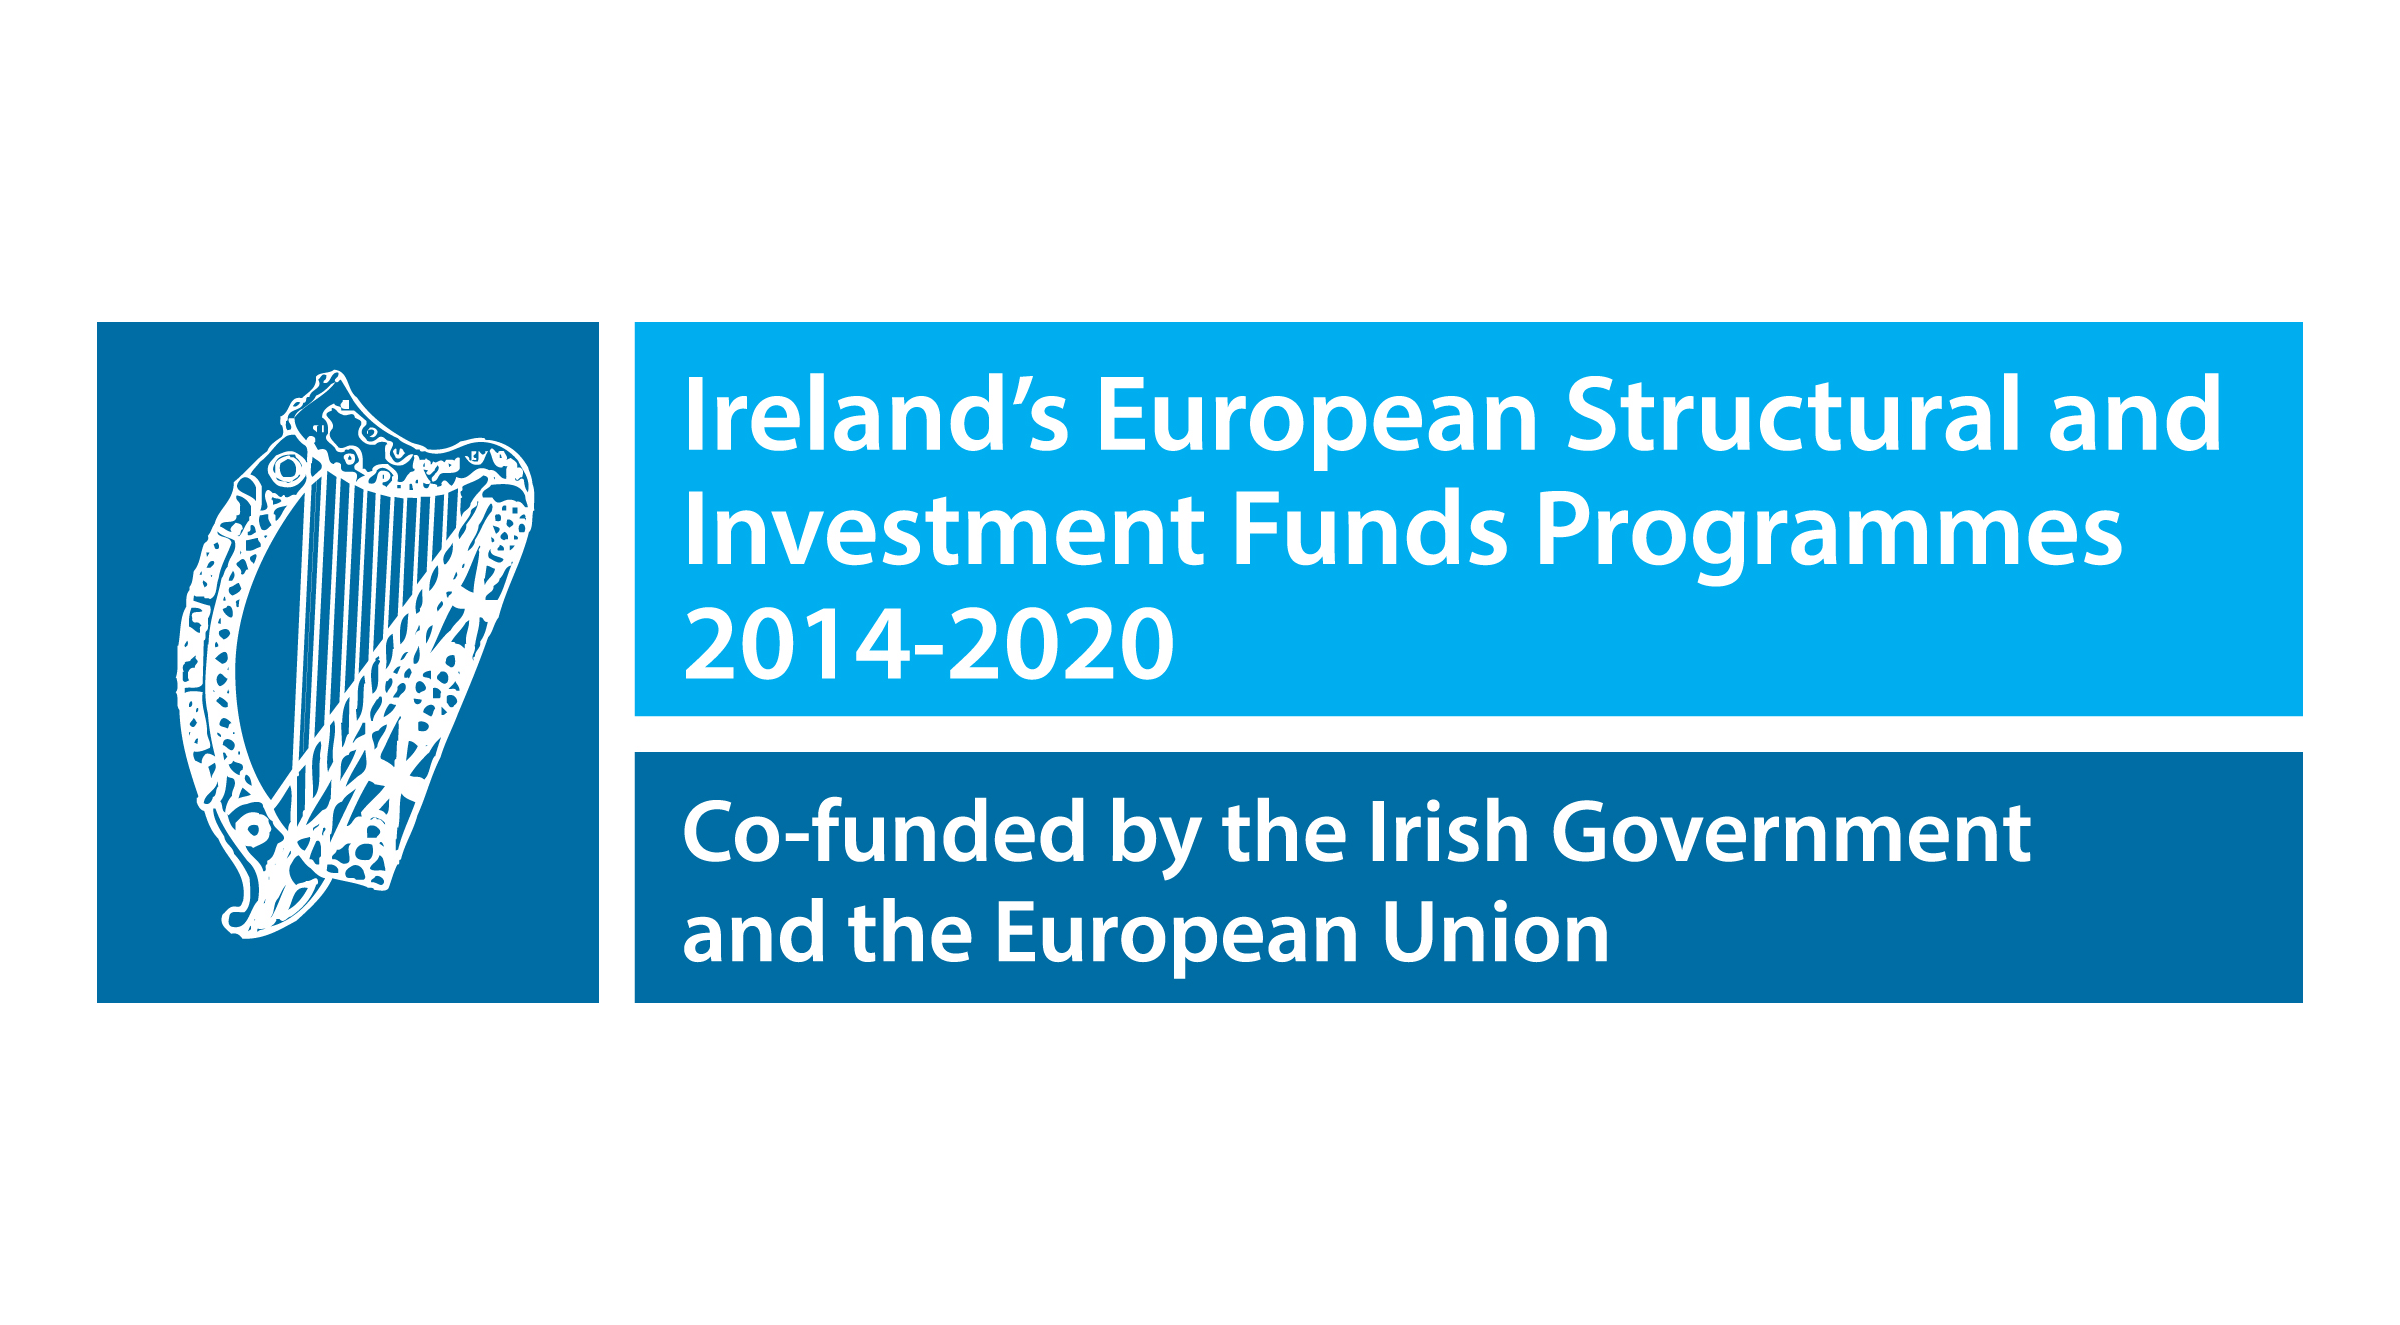 Ireland’s European Structural and
Investment Funds Programmes
2014-2020
Co-funded by the Irish Government
and the European Union